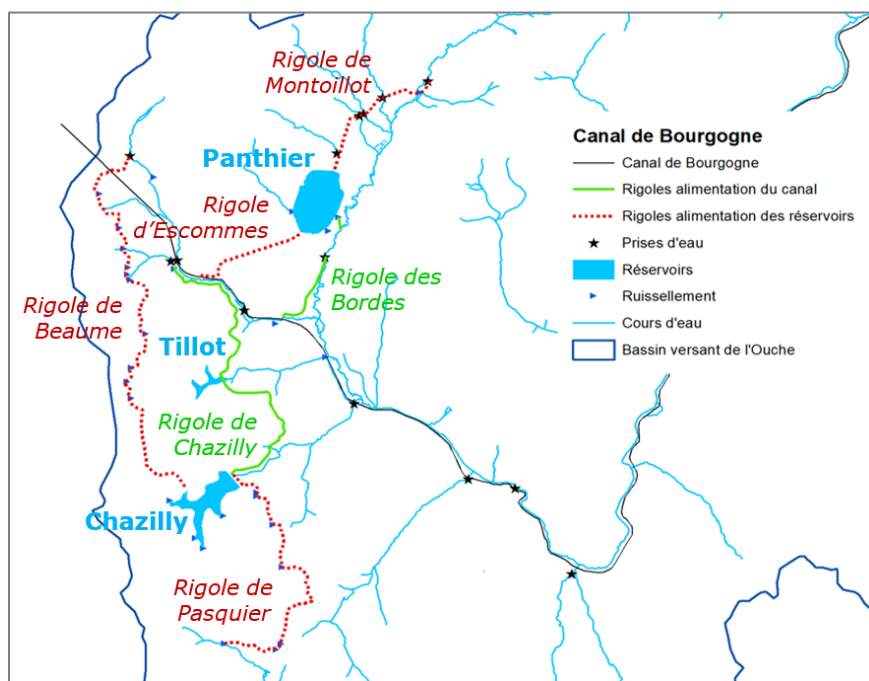 Rigole de
Montoillot
Panthier
Rigole
d'Escommes
Rigole des
Bordes
Rigole de
Beaume
Tillot
Rigole de
Chazilly
Chazilly
Rigole de
Pasquier
Canal de Bourgogne
Canal de Bourgogne
Rigoles alimentation du canal
Rigoles alimentation des réservoirs
Prises d'eau
Réservoirs
Ruissellement
Cours d'eau
Bassin versant de l'Ouche